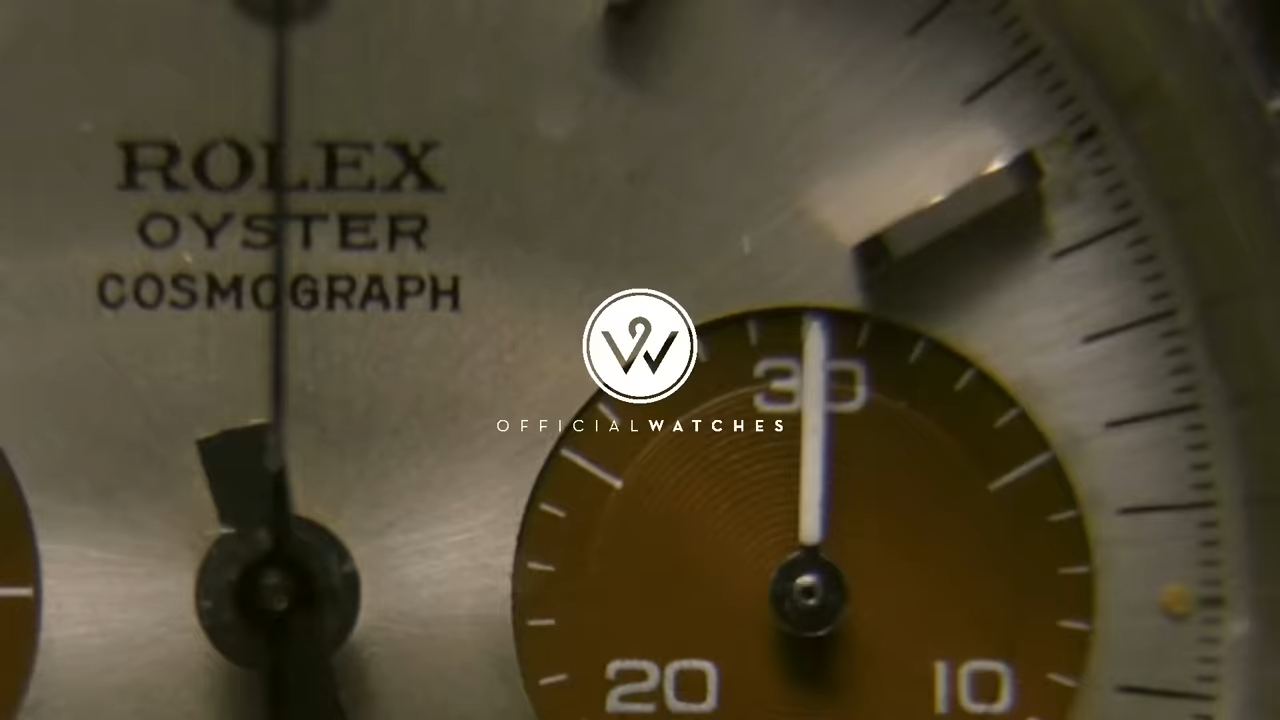 ROLEX
OYSTER
COSMOGRAPH
30
OFFICIALWATCHES
20 10